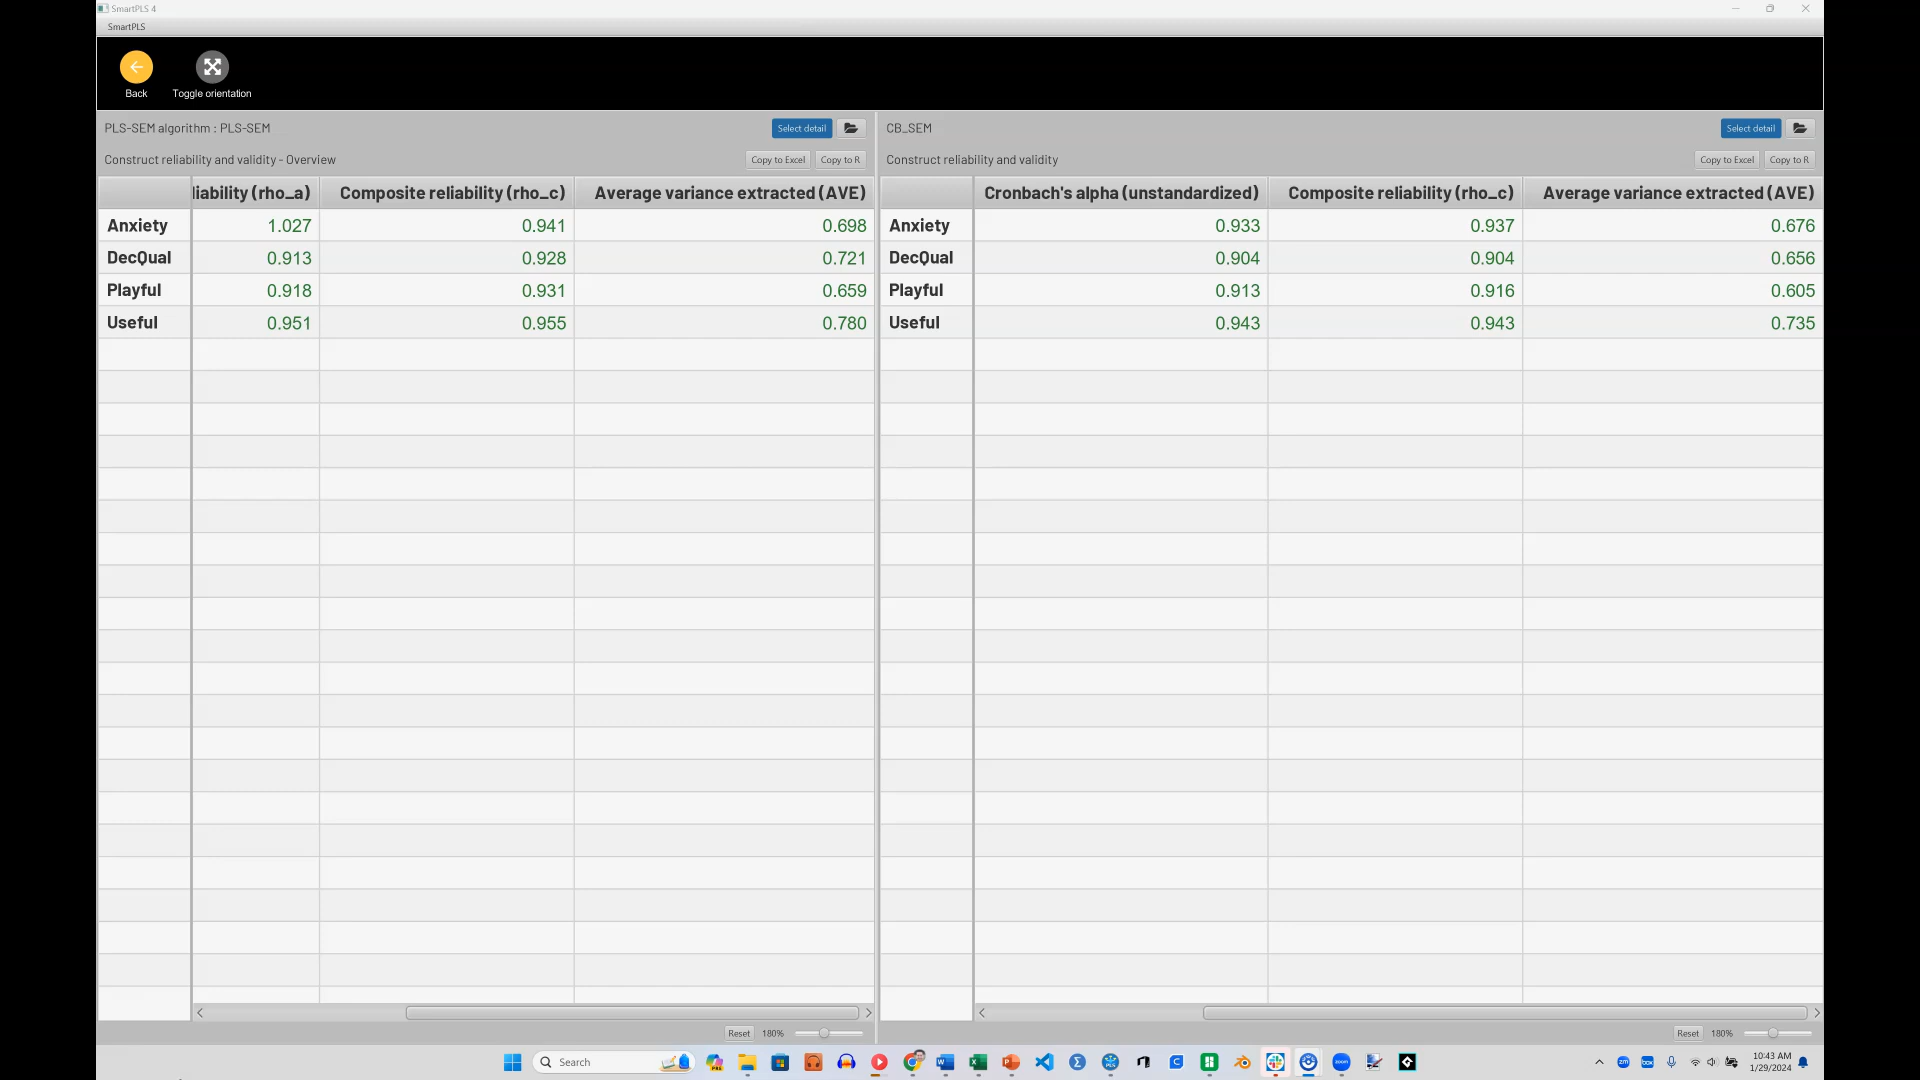 SmartPLS 4
SmartPLS
Back
Toggle orientation
PLS-SEM algorithm : PLS-SEM
Select detail
Construct reliability and validity - Overview
Copy to Excel
Copy to R
liability (rho_a) Composite reliability (rho_c) Average variance extracted (AVE)
Anxiety 1.027 0.941 0.698
DecQual 0.913 0.928 0.721
Playful 0.918 0.931 0.659
Useful 0.951 0.955 0.780
Reset 180%
CB_SEM
Select detail
Construct reliability and validity
Copy to Excel
Copy to R
Cronbach's alpha (unstandardized) Composite reliability (rho_c) Average variance extracted (AVE)
Anxiety 0.933 0.937 0.676
DecQual 0.904 0.904 0.656
Playful 0.913 0.916 0.605
Useful 0.943 0.943 0.735
Reset 180%
Search
10:43 AM
1/29/2024